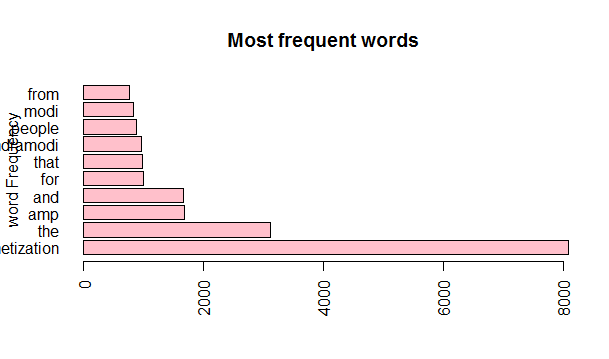 Most frequent words
from
modi
people
that
for
and
amp
the
etization
word Frequency
0
2000
4000
6000
8000